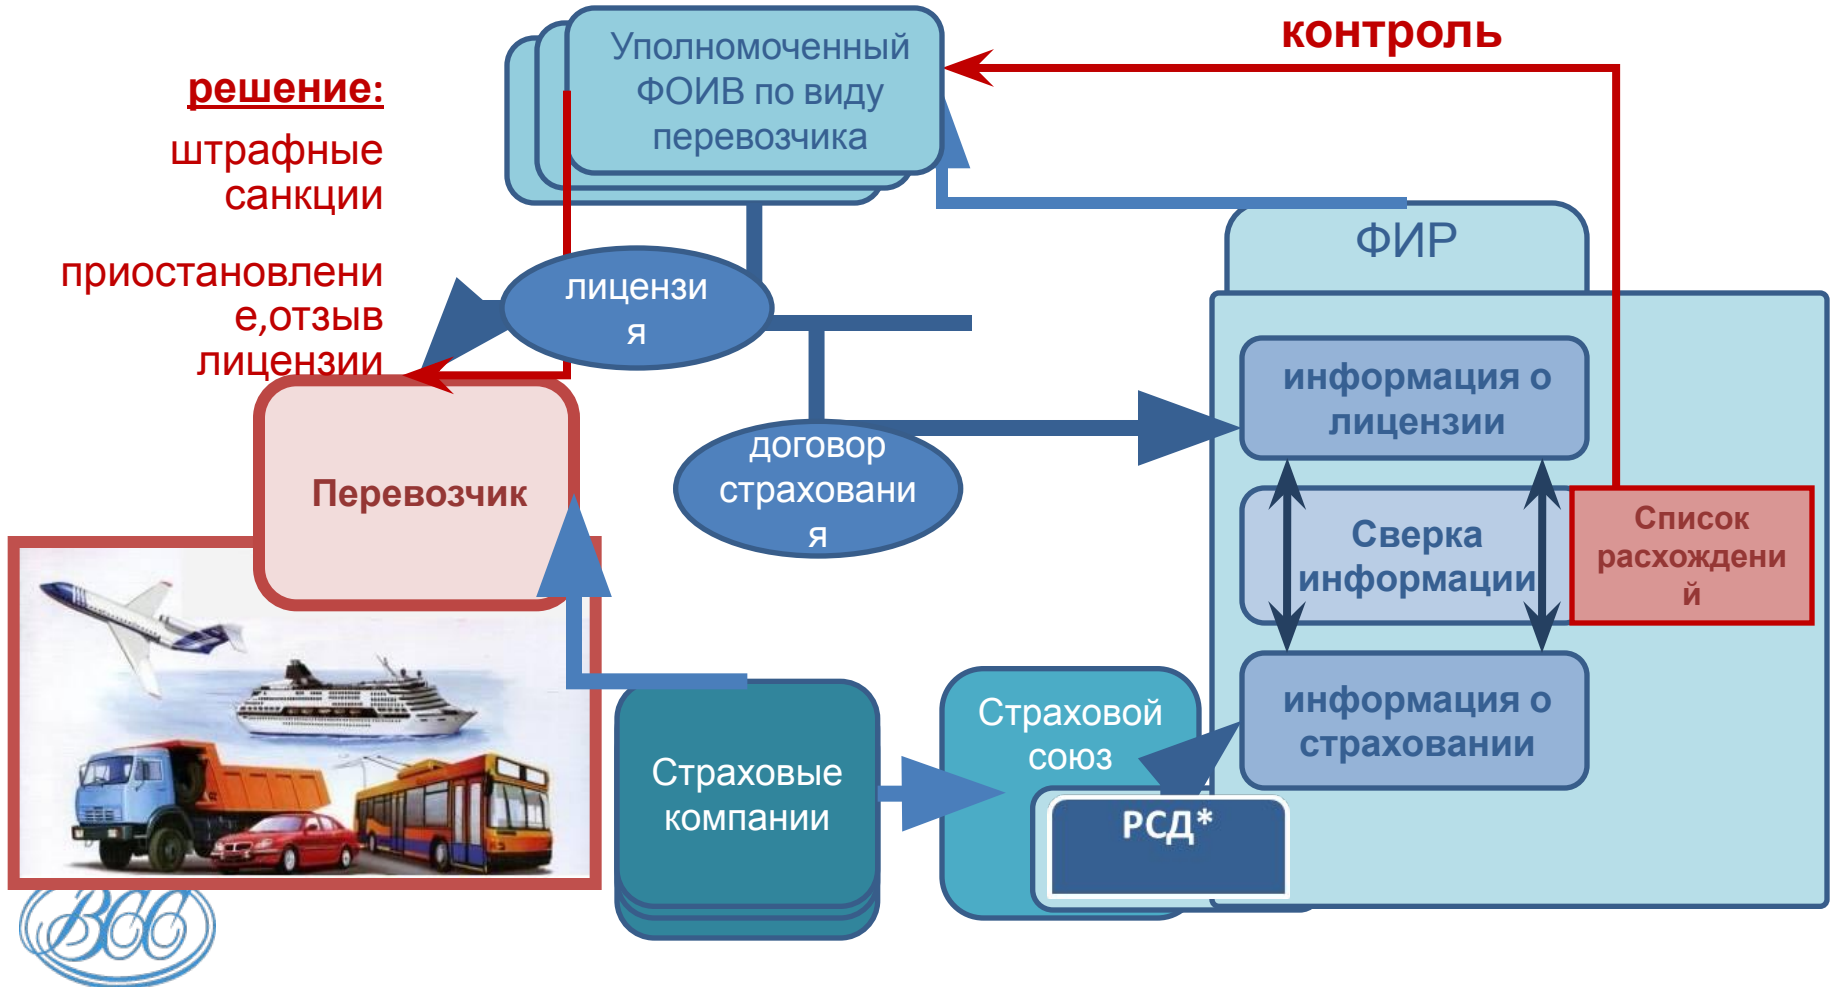 контроль
Уполномоченный
ФОИВ по виду
перевозчика
решение:
штрафные
санкции
приостановлени
е,отзыв
лицензии
лицензи
я
ФИР
информация о
лицензии
договор
страховани
я
Перевозчик
Сверка
информации
Список
расхождени
й
информация о
страховании
Страховой
союз
Страховые
компании
РСД*
ВСС